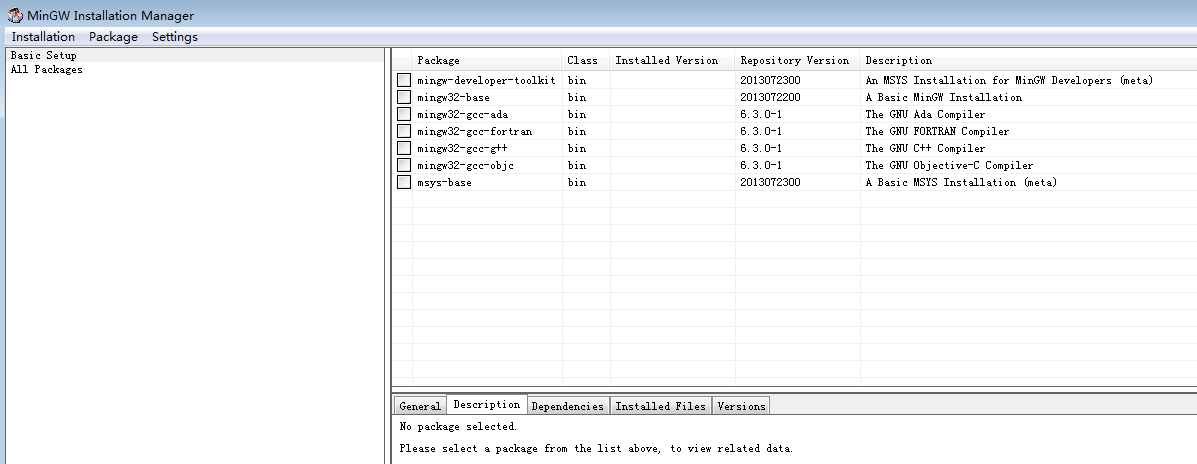 MinGW Installation Manager
Installation Package Settings
Basic Setup
All Packages
Package Class Installed Version Repository Version Description
mingw-developer-toolkit bin 2013072300 An MSYS Installation for MinGW Developers (meta)
mingw32-base bin 2013072200 A Basic MinGW Installation
mingw32-gcc-ada bin 6.3.0-1 The GNU Ada Compiler
mingw32-gcc-fortran bin 6.3.0-1 The GNU FORTRAN Compiler
mingw32-gcc-g++ bin 6.3.0-1 The GNU C++ Compiler
mingw32-gcc-objc bin 6.3.0-1 The GNU Objective-C Compiler
msys-base bin 2013072300 A Basic MSYS Installation (meta)
General Description Dependencies Installed Files Versions
No package selected.
Please select a package from the list above, to view related data.